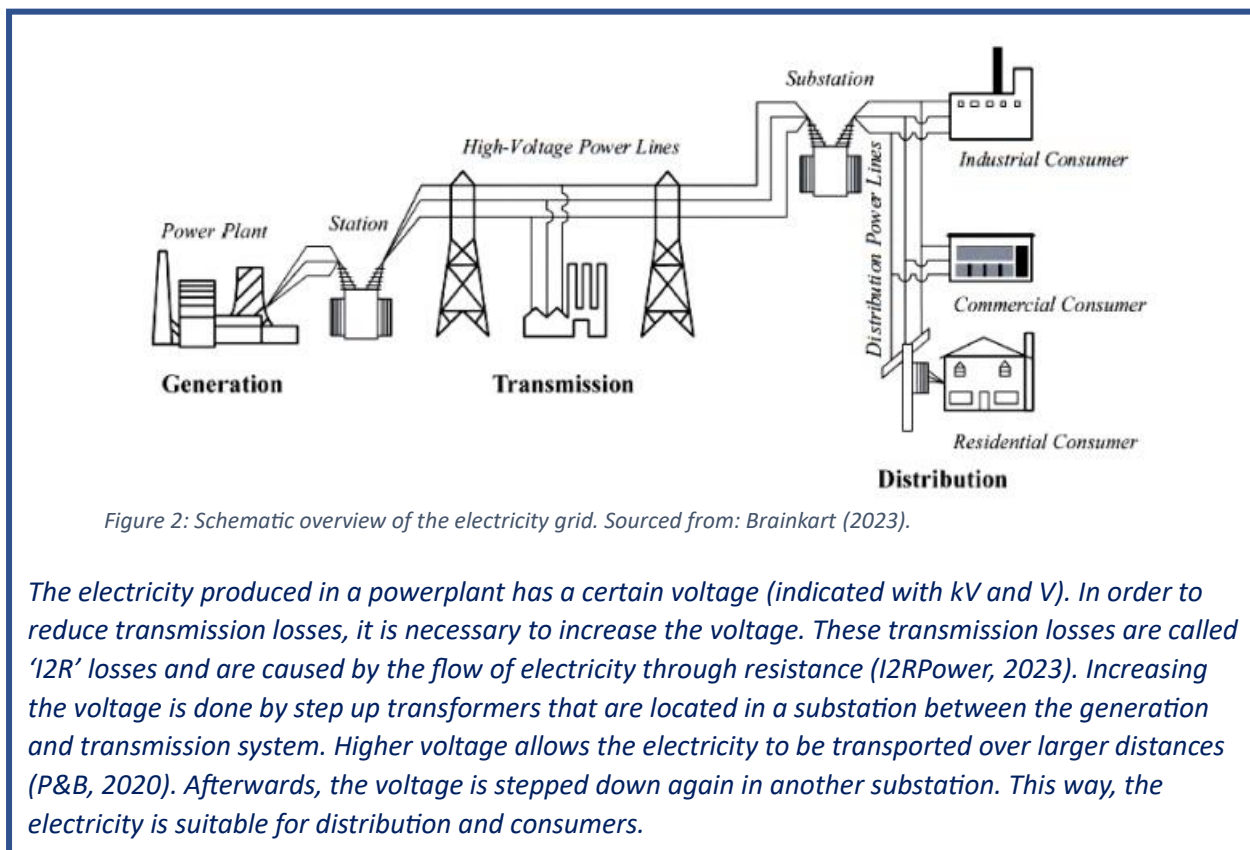 Substation
High-Voltage Power Lines
Industrial Consumer
Power Plant
Station
Distribution Power Lines
Commercial Consumer
Generation
Transmission
Residential Consumer
Distribution
Figure 2: Schematic overview of the electricity grid. Sourced from: Brainkart (2023).
The electricity produced in a powerplant has a certain voltage (indicated with kV and V). In order to
reduce transmission losses, it is necessary to increase the voltage. These transmission losses are called
‘I2R’ losses and are caused by the flow of electricity through resistance (I2RPower, 2023). Increasing
the voltage is done by step up transformers that are located in a substation between the generation
and transmission system. Higher voltage allows the electricity to be transported over larger distances
(P&B, 2020). Afterwards, the voltage is stepped down again in another substation. This way, the
electricity is suitable for distribution and consumers.